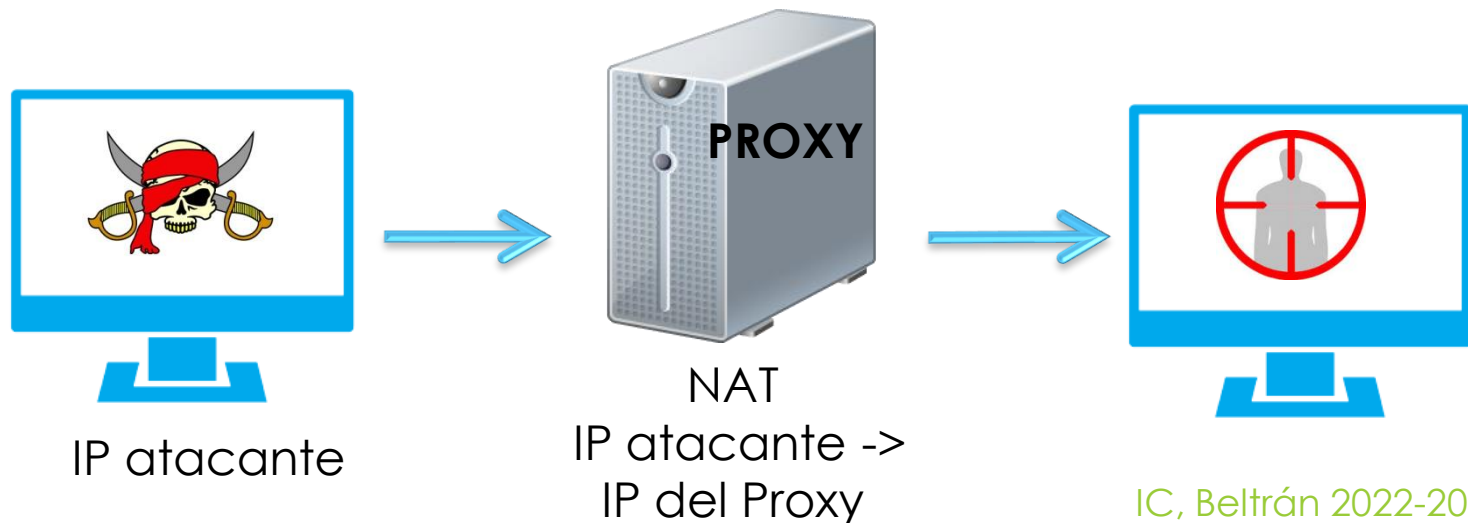 PROXY
NAT
IP atacante
IP atacante ->
IP del Proxy
IC, Beltrán 2022-20